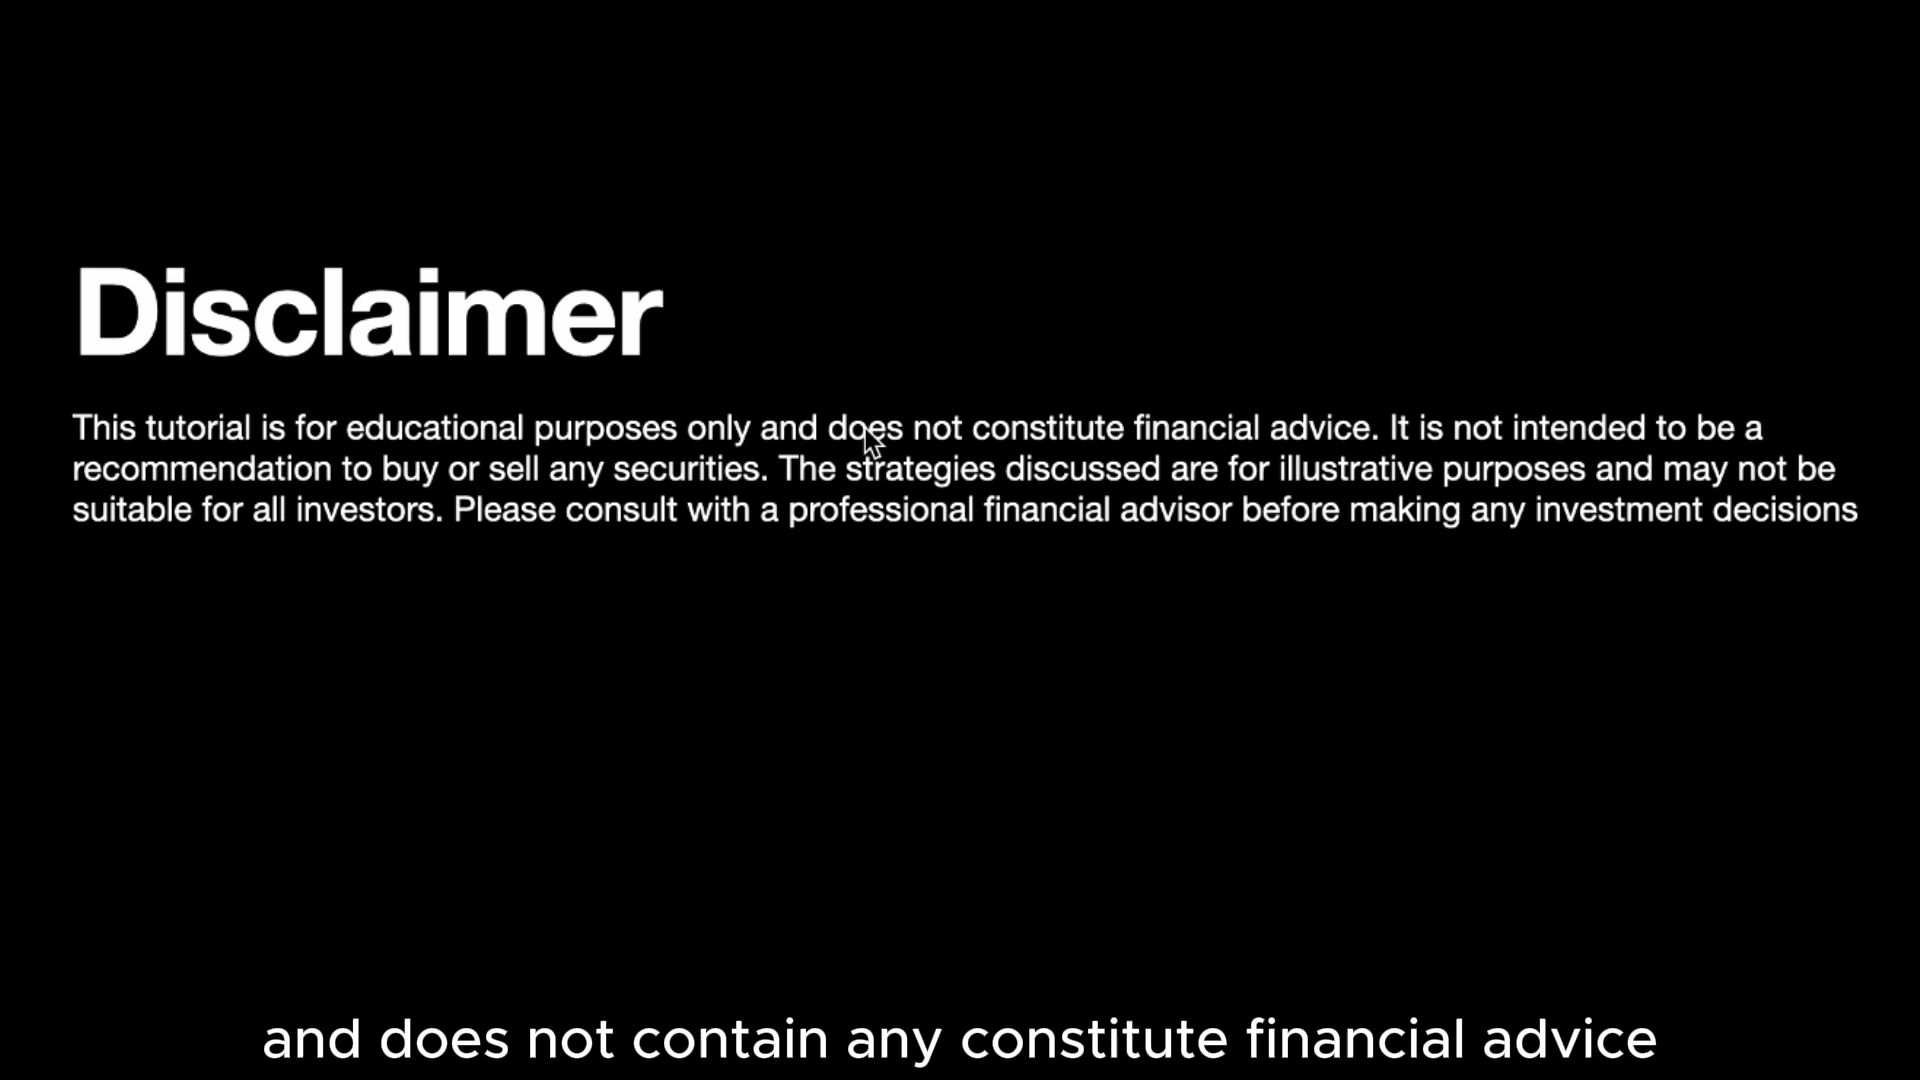 Disclaimer
This tutorial is for educational purposes only and does not constitute financial advice. It is not intended to be a
recommendation to buy or sell any securities. The strategies discussed are for illustrative purposes and may not be
suitable for all investors. Please consult with a professional financial advisor before making any investment decisions
and does not contain any constitute financial advice